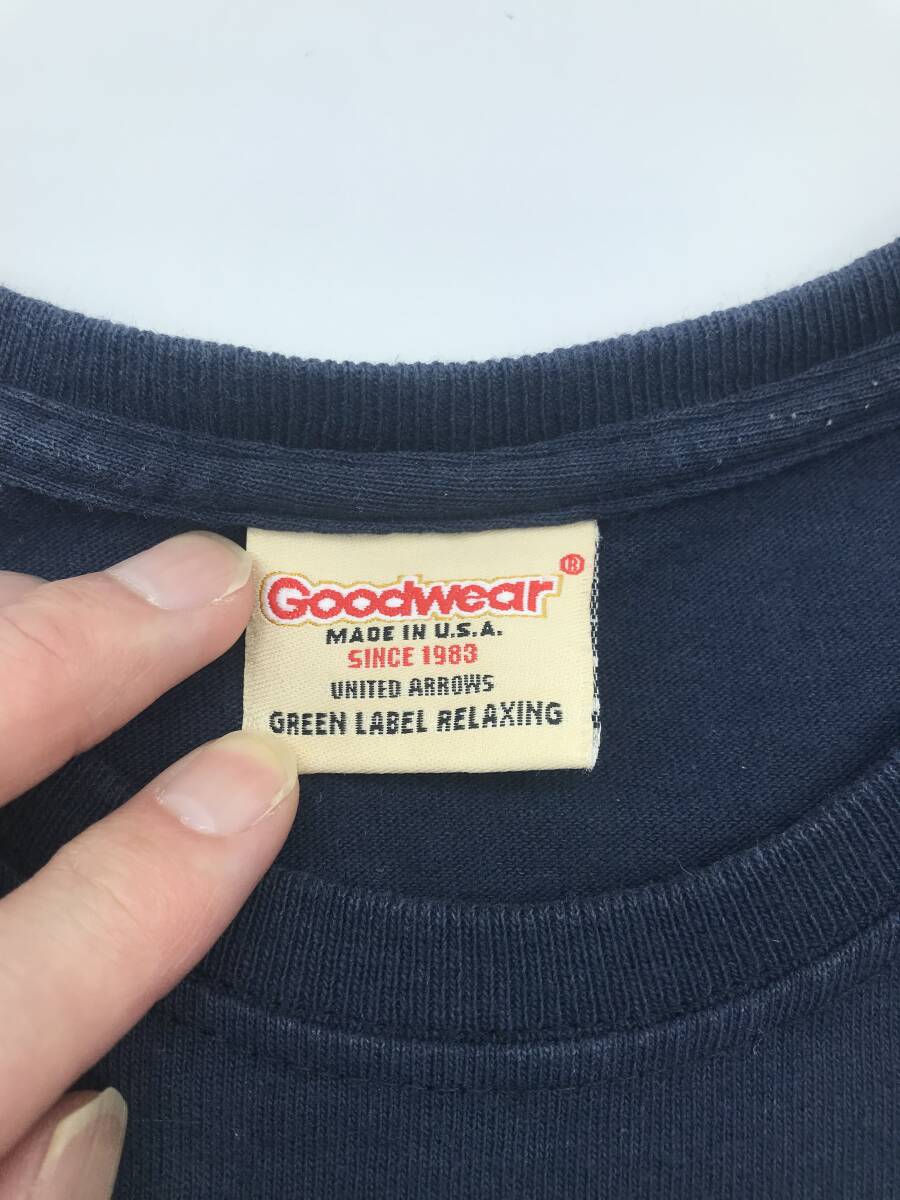 Goodwear®
MADE IN U.S.A.
SINCE 1983
UNITED ARROWS
GREEN LABEL RELAXING